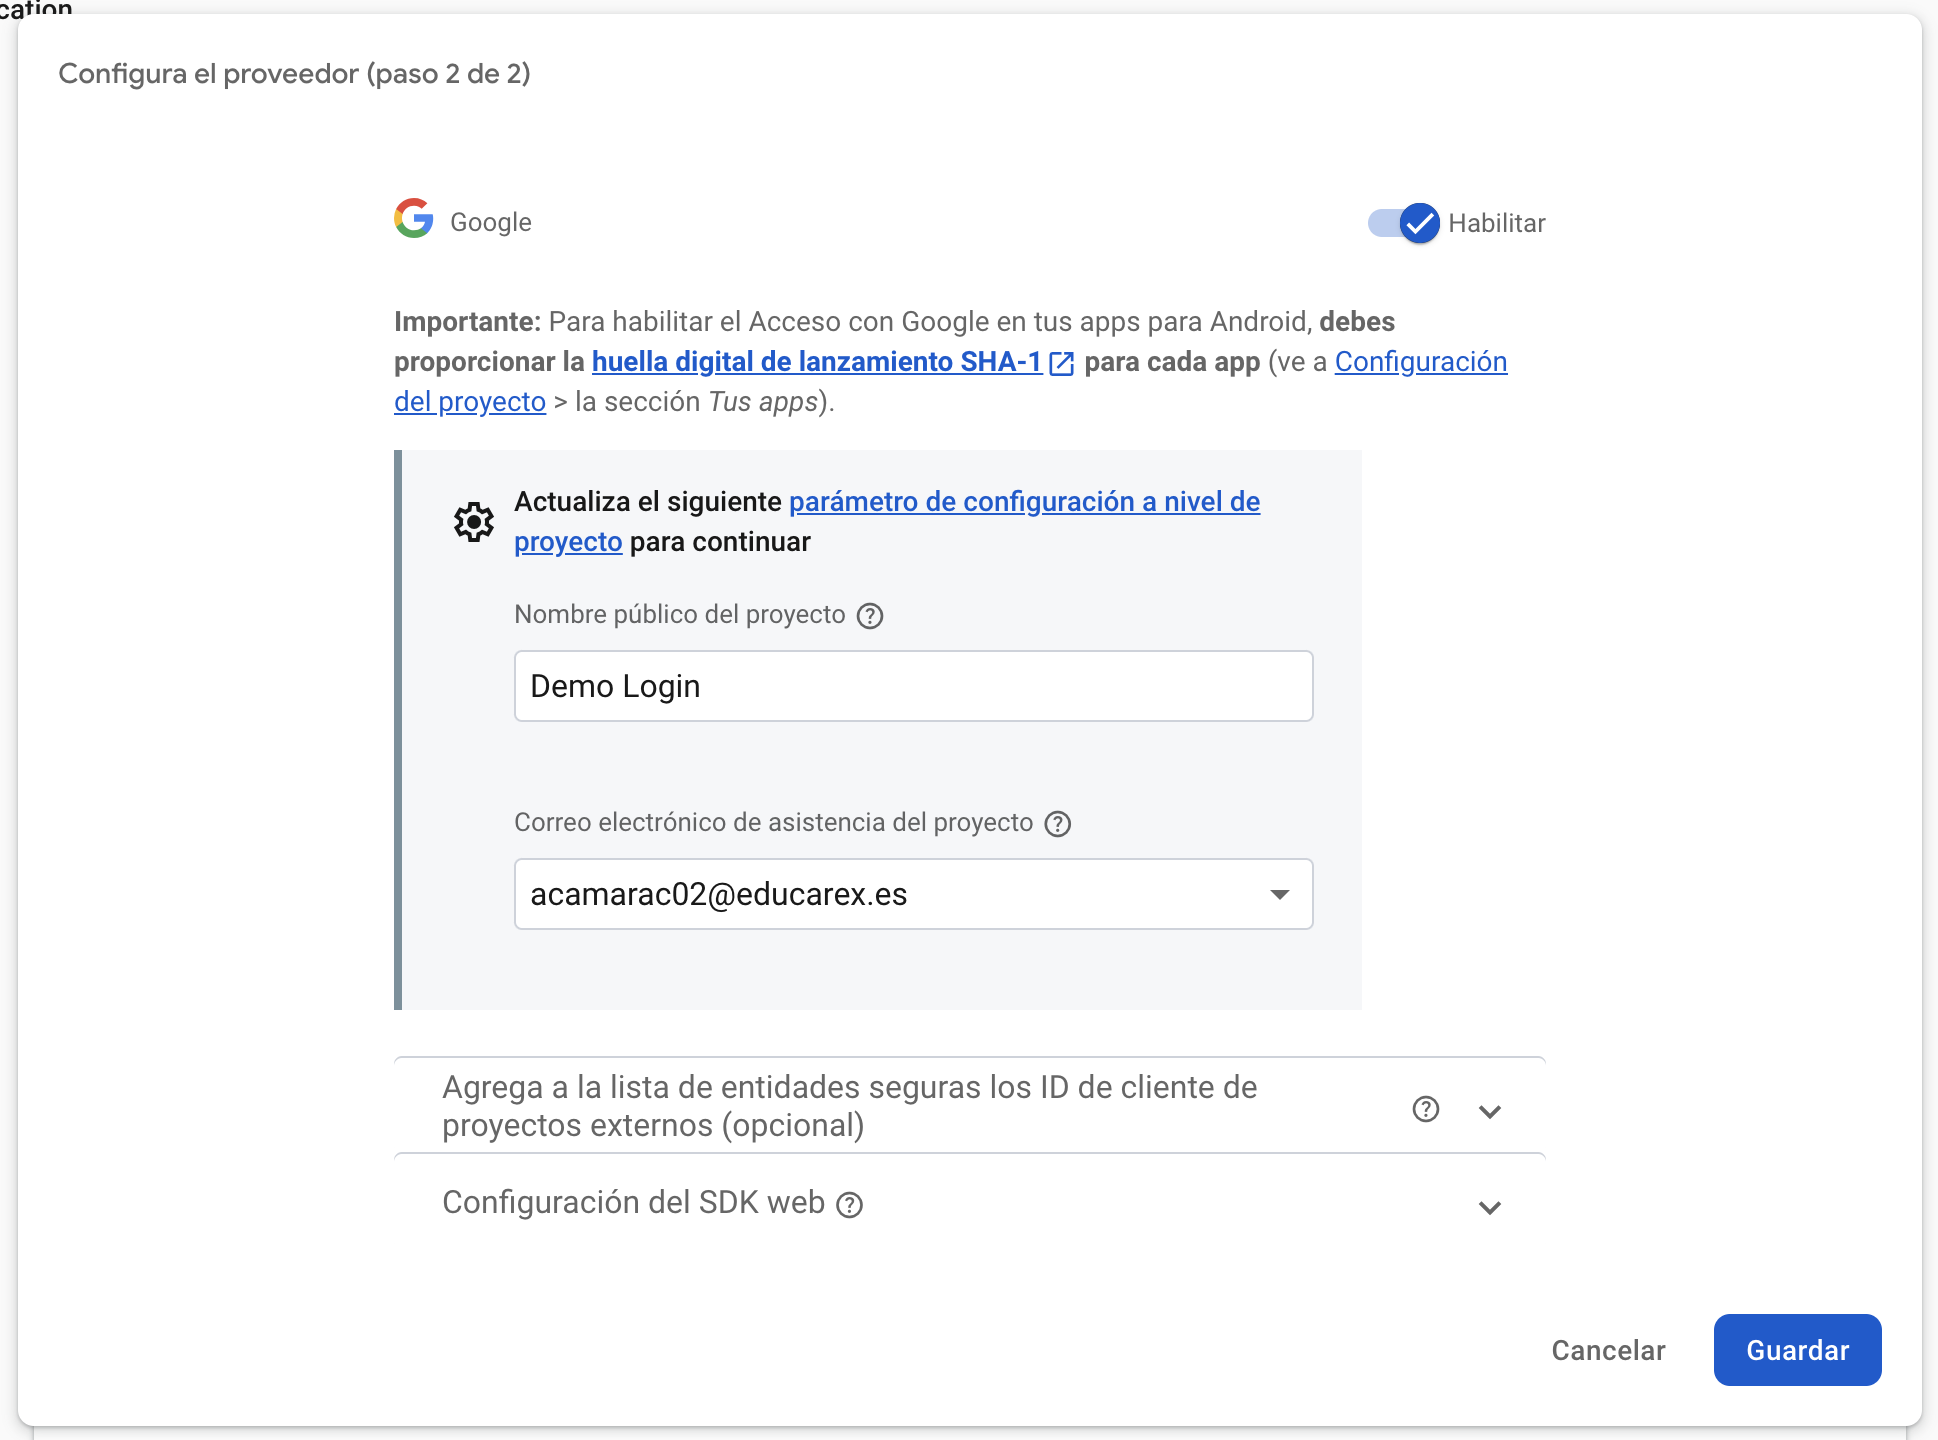 cation
Configura el proveedor (paso 2 de 2)
Google
Habilitar
Importante: Para habilitar el Acceso con Google en tus apps para Android, debes
proporcionar la huella digital de lanzamiento SHA-1 para cada app (ve a Configuración
del proyecto > la sección Tus apps).
Actualiza el siguiente parámetro de configuración a nivel de
proyecto para continuar
Nombre público del proyecto
Demo Login
Correo electrónico de asistencia del proyecto
acamarac02@educarex.es
Agrega a la lista de entidades seguras los ID de cliente de
proyectos externos (opcional)
Configuración del SDK web
Cancelar
Guardar